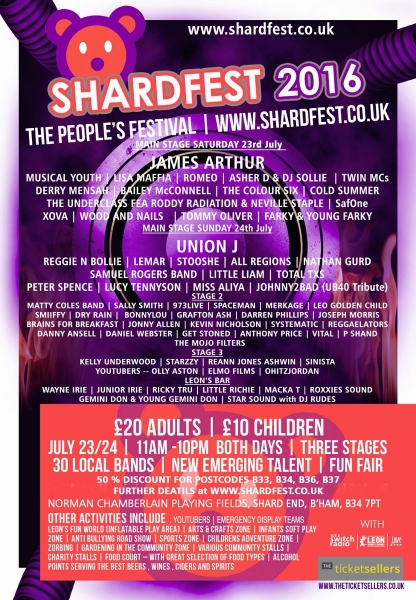 www.shardfest.co.uk
SHARDFEST 2016
THE PEOPLE'S FESTIVAL | WWW.SHARDFEST.CO.UK
MAIN STAGE SATURDAY 23rd July
JAMES ARTHUR
MUSICAL YOUTH | LISA MAFFIA | ROMEO | ASHER D & DJ SOLLIE | TWIN MCs
DERRY MENSAH | BAILEY McCONNELL | THE COLOUR SIX | COLD SUMMER
THE UNDERCLASS FEA RODDY RADIATION & NEVILLE STAPLE | SafOne
XOVA | WOOD AND NAILS | TOMMY OLIVER | FARKY & YOUNG FARKY
MAIN STAGE SUNDAY 24th July
UNION J
REGGIE N BOLLIE | LEMAR | STOOSHE | ALL REGIONS | NATHAN GURD
SAMUEL ROGERS BAND | LITTLE LIAM | TOTAL TXS
PETER SPENCE | LUCY TENNYSON | MISS ALIYA | JOHNNY2BAD (UB40 Tribute)
STAGE 2
MATTY COLES BAND | SALLY SMITH | 973LIVE | SPACEMAN | MERKAGE | LEO GOLDEN CHILD
SMIIFFY | DRY RAIN | BONNYLOU | GRAFTON ASH | DARREN PHILLIPS | JOSEPH MORRIS
BRAINS FOR BREAKFAST | JONNY ALLEN | KEVIN NICHOLSON | SYSTEMATIC | REGGAELATORS
DANNY ANSELL | DANIEL WEBSTER | GET STONED | ANTHONY PRICE | VITAL | P SHAND
THE MOJO FILTERS
STAGE 3
KELLY UNDERWOOD | STARZZY | REANN JONES ASHWIN | SINISTA
YOUTUBERS -- OLLY ASTON | ELMO FILMS | OHITZJORDAN
LEON'S BAR
WAYNE IRIE | JUNIOR IRIE | RICKY TRU | LITTLE RICHIE | MACKA T | ROXXIES SOUND
GEMINI DON & YOUNG GEMINI DON | STAR SOUND with DJ RUDES
£20 ADULTS | £10 CHILDREN
JULY 23/24 | 11AM -10PM BOTH DAYS | THREE STAGES
30 LOCAL BANDS | NEW EMERGING TALENT | FUN FAIR
50 % DISCOUNT FOR POSTCODES B33, B34, B36, B37
FURTHER DEATILS at WWW.SHARDFEST.CO.UK
NORMAN CHAMBERLAIN PLAYING FIELDS, SHARD END, B'HAM, B34 7PT
OTHER ACTIVITIES INCLUDE : YOUTUBERS | EMERGENCY DISPLAY TEAMS
LEON'S FUN WORLD (INFLATABLE PLAY AREA) | ARTS & CRAFTS ZONE | INFANTS SOFT PLAY
ZONE | ANTI BULLYING ROAD SHOW | SPORTS ZONE | CHILDRENS ADVENTURE ZONE |
ZORBING | GARDENING IN THE COMMUNITY ZONE | VARIOUS COMMUNITY STALLS |
CHARITY STALLS | FOOD COURT – WITH GREAT SELECTION OF FOOD TYPES | ALCOHOL
POINTS SERVING THE BEST BEERS , WINES , CIDERS AND SPIRITS
WITH
switch radio
LEON
THE ticketsellers
WWW.THETICKETSELLERS.CO.UK